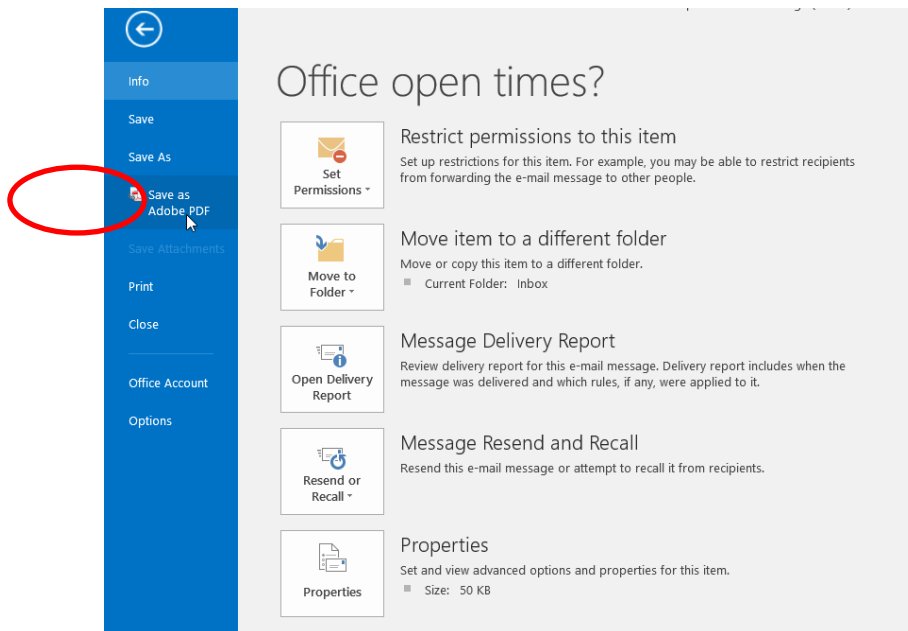 Info
Save
Save As
Save as
Adobe PDF
Save Attachments
Print
Close
Office Account
Options
Office open times?
Set
Permissions
Restrict permissions to this item
Set up restrictions for this item. For example, you may be able to restrict recipients
from forwarding the e-mail message to other people.
Move to
Folder
Move item to a different folder
Move or copy this item to a different folder.
Current Folder: Inbox
Open Delivery
Report
Message Delivery Report
Review delivery report for this e-mail message. Delivery report includes when the
message was delivered and which rules, if any, were applied to it.
Resend or
Recall
Message Resend and Recall
Resend this e-mail message or attempt to recall it from recipients.
Properties
Properties
Set and view advanced options and properties for this item.
Size: 50 KB